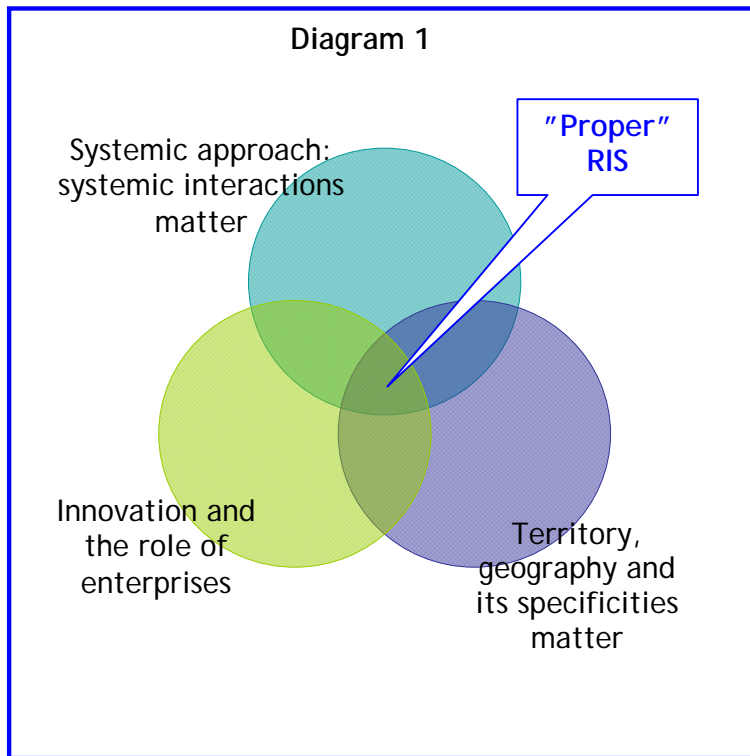 Diagram 1
"Proper"
RIS
Systemic approach:
systemic interactions
matter
Innovation and
the role of
enterprises
Territory,
geography and
its specificities
matter